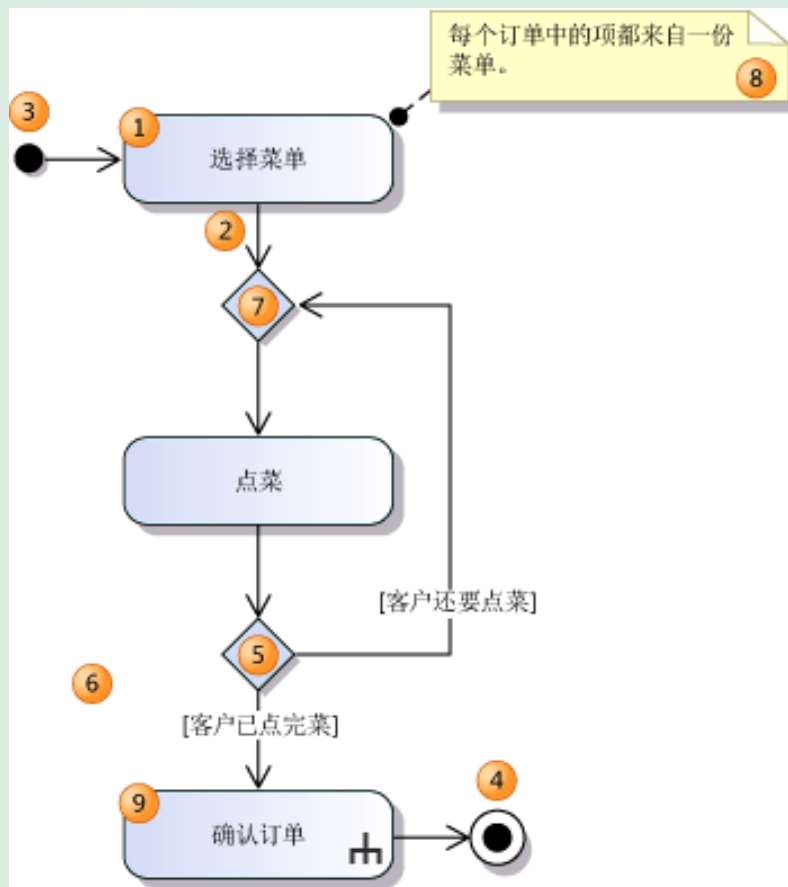 每个订单中的项都来自一份
菜单。
8
3
1
选择菜单
2
7
点菜
[客户还要点菜]
5
6
[客户已点完菜]
4
9
确认订单